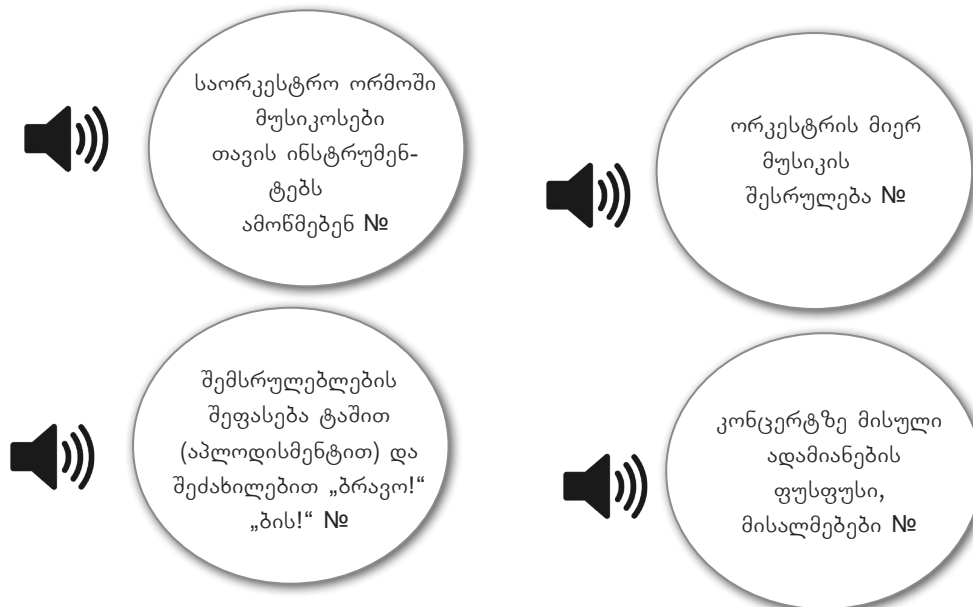 საორკესტრო ორმოში
მუსიკოსები
თავის ინსტრუმენ-
ტებს
ამოწმებენ №
ორკესტრის მიერ
მუსიკის
შესრულება №
შემსრულებლების
შეფასება ტაშით
(აპლოდისმენტით) და
შეძახილებით „ბრავო!“
„ბის!“ №
კონცერტზე მისული
ადამიანების
ფუსფუსი,
მისალმებები №